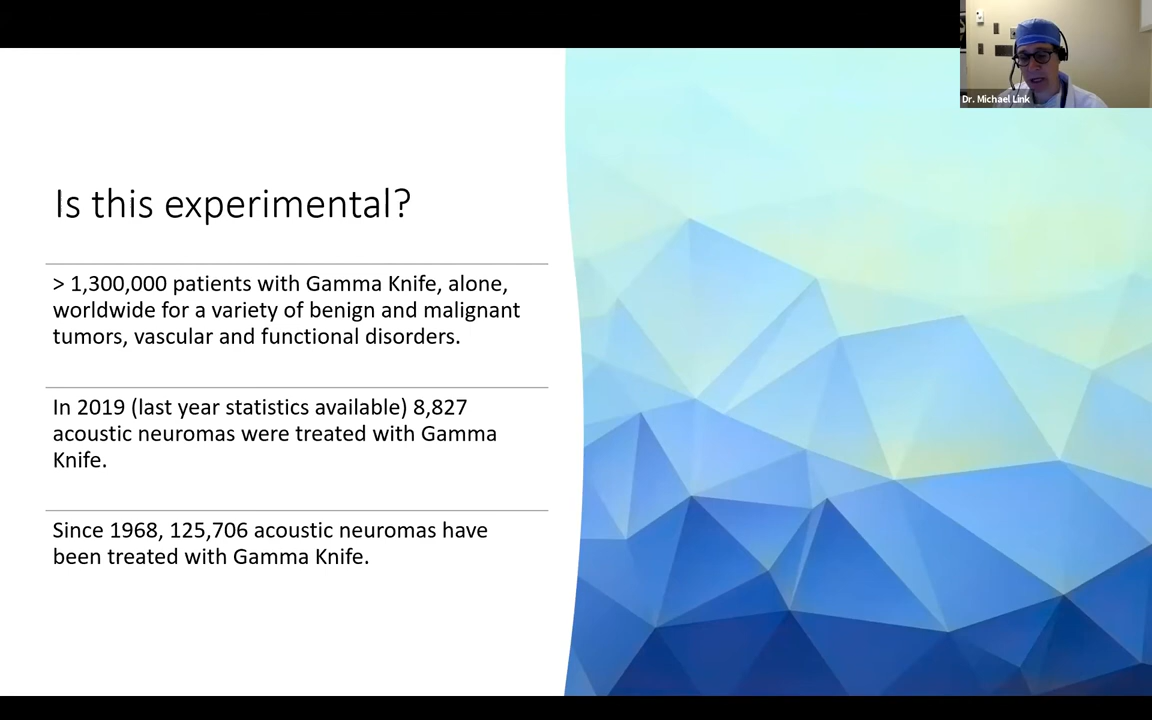 Dr. Michael Link
Is this experimental?
> 1,300,000 patients with Gamma Knife, alone,
worldwide for a variety of benign and malignant
tumors, vascular and functional disorders.
In 2019 (last year statistics available) 8,827
acoustic neuromas were treated with Gamma
Knife.
Since 1968, 125,706 acoustic neuromas have
been treated with Gamma Knife.